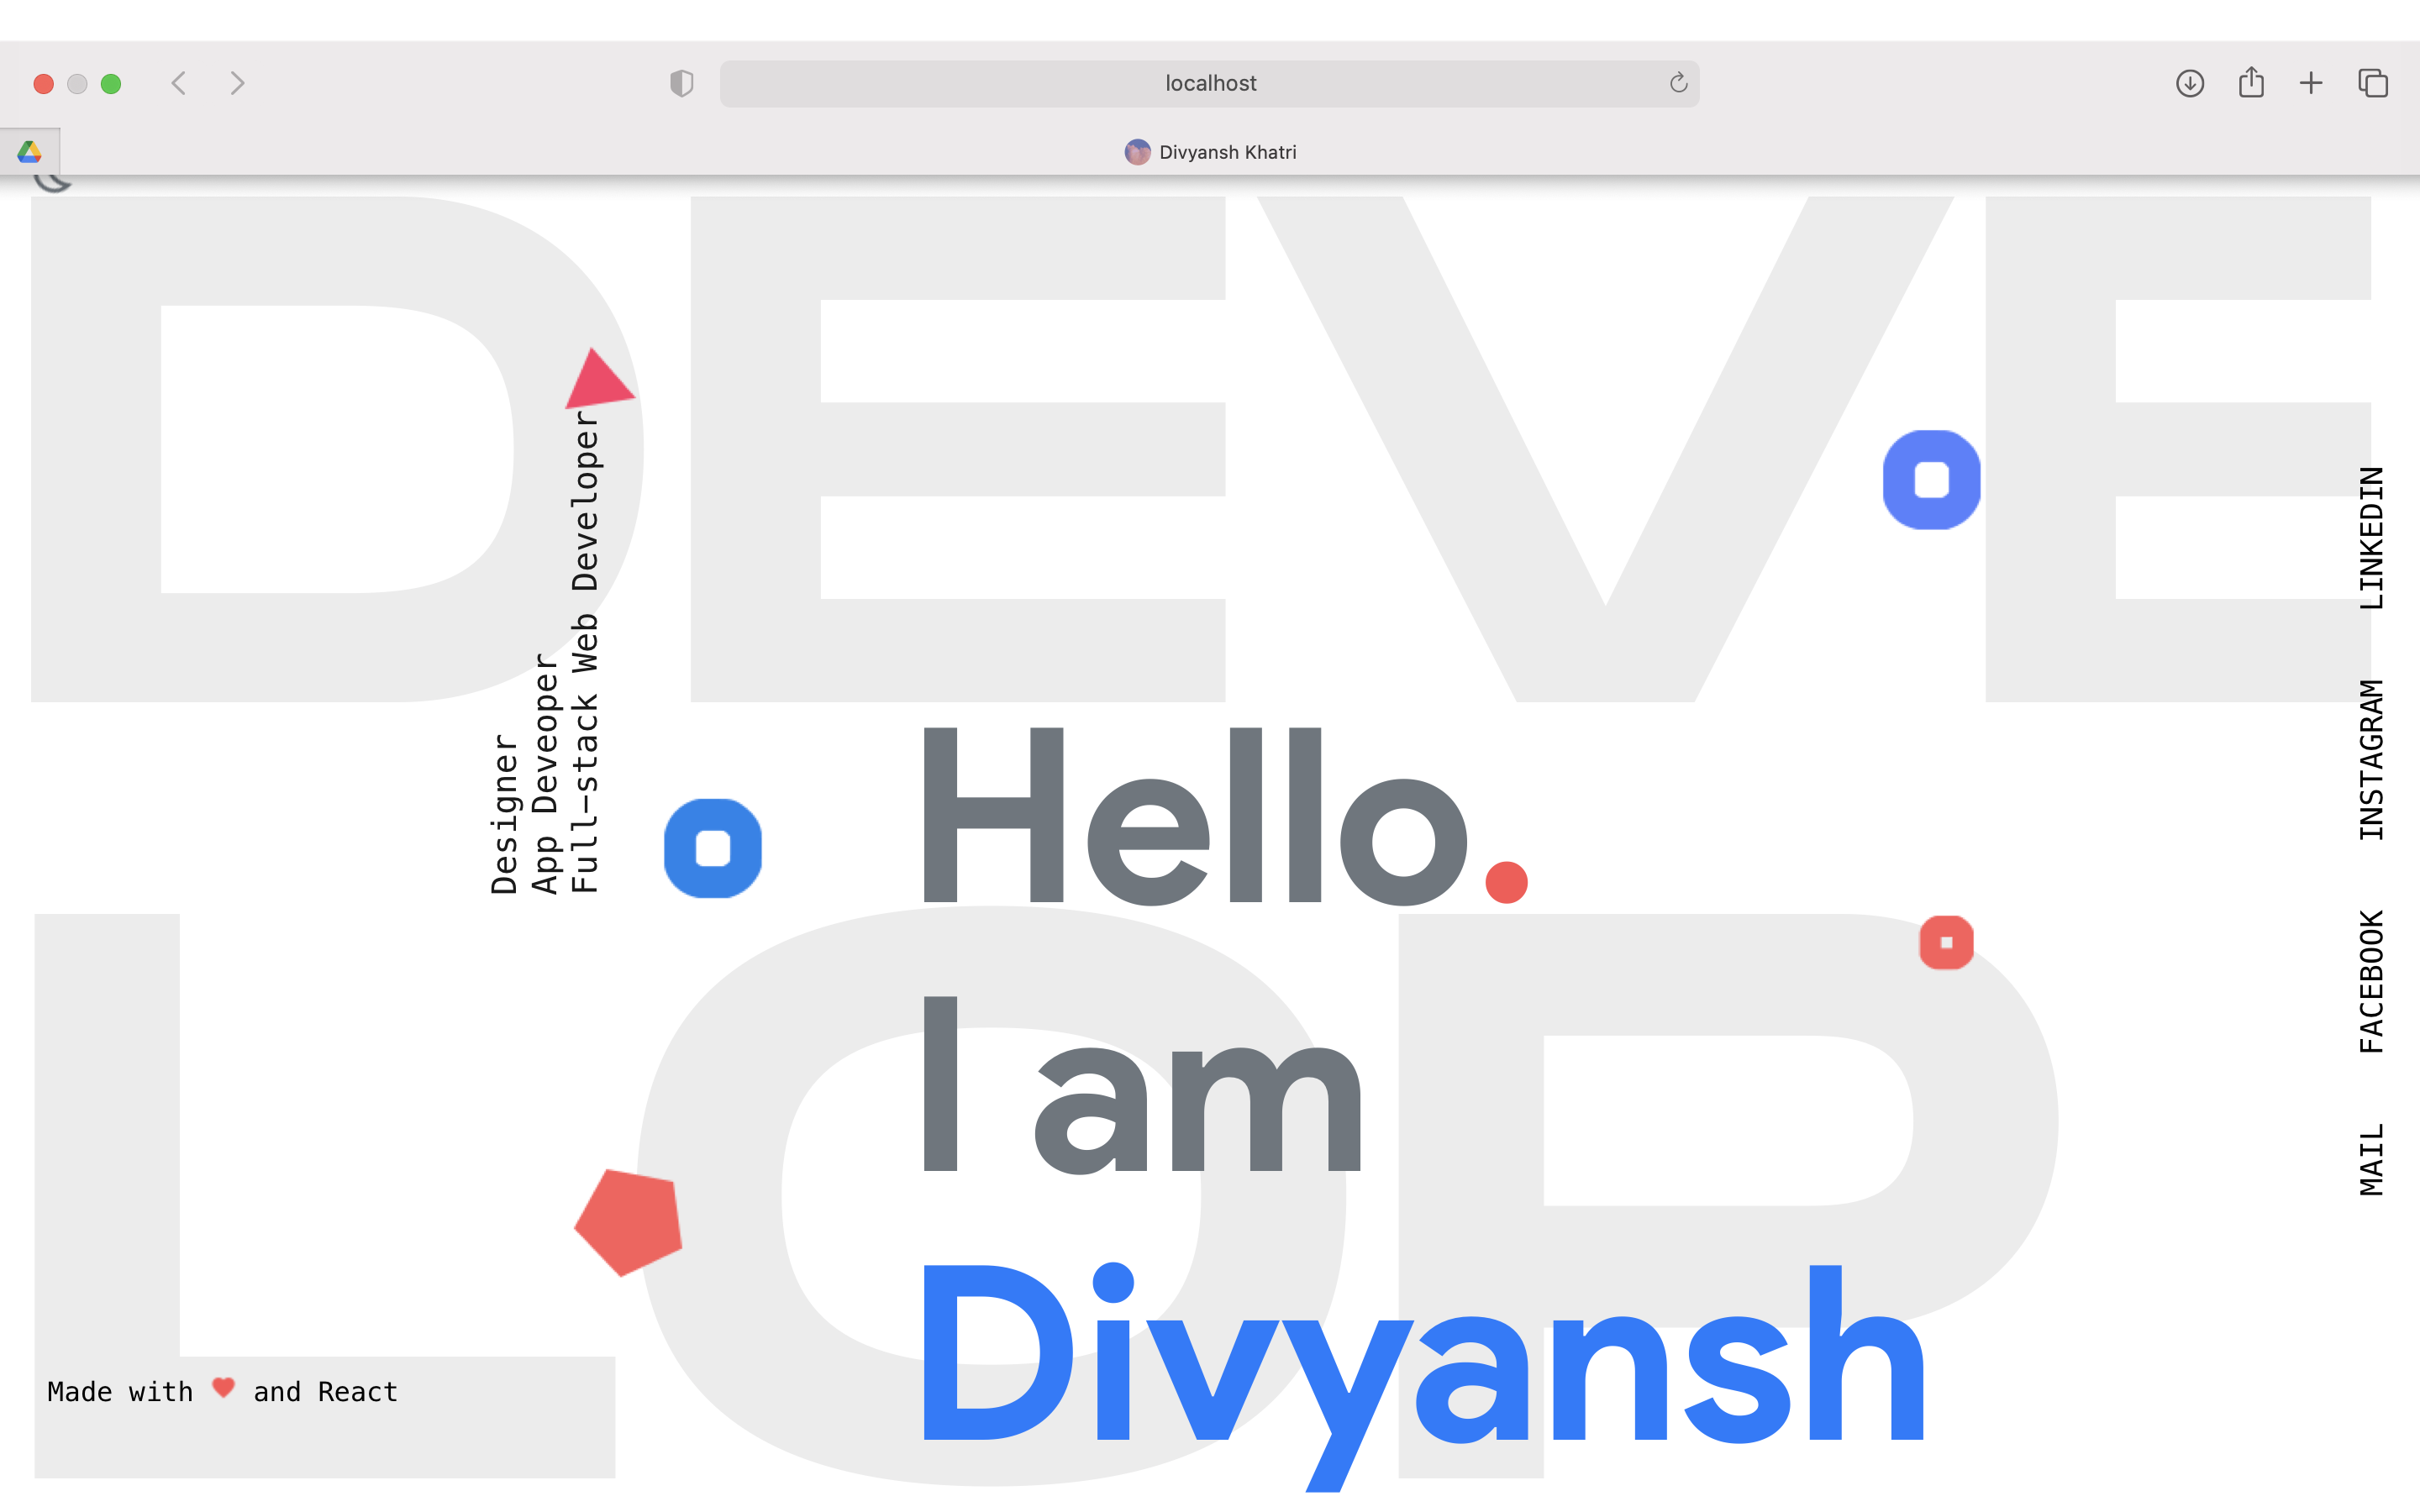 localhost
Divyansh Khatri
DEVE
LOP
Designer
App Deveoper
Full-stack Web Developer
Hello.
I am
Divyansh
LINKEDIN
INSTAGRAM
FACEBOOK
MAIL
Made with ❤ and React